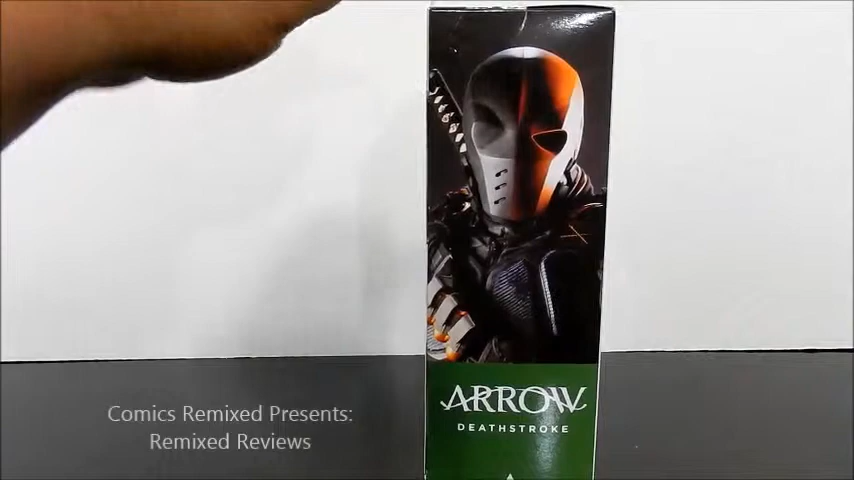 ARROW
DEATHSTROKE
Comics Remixed Presents:
Remixed Reviews